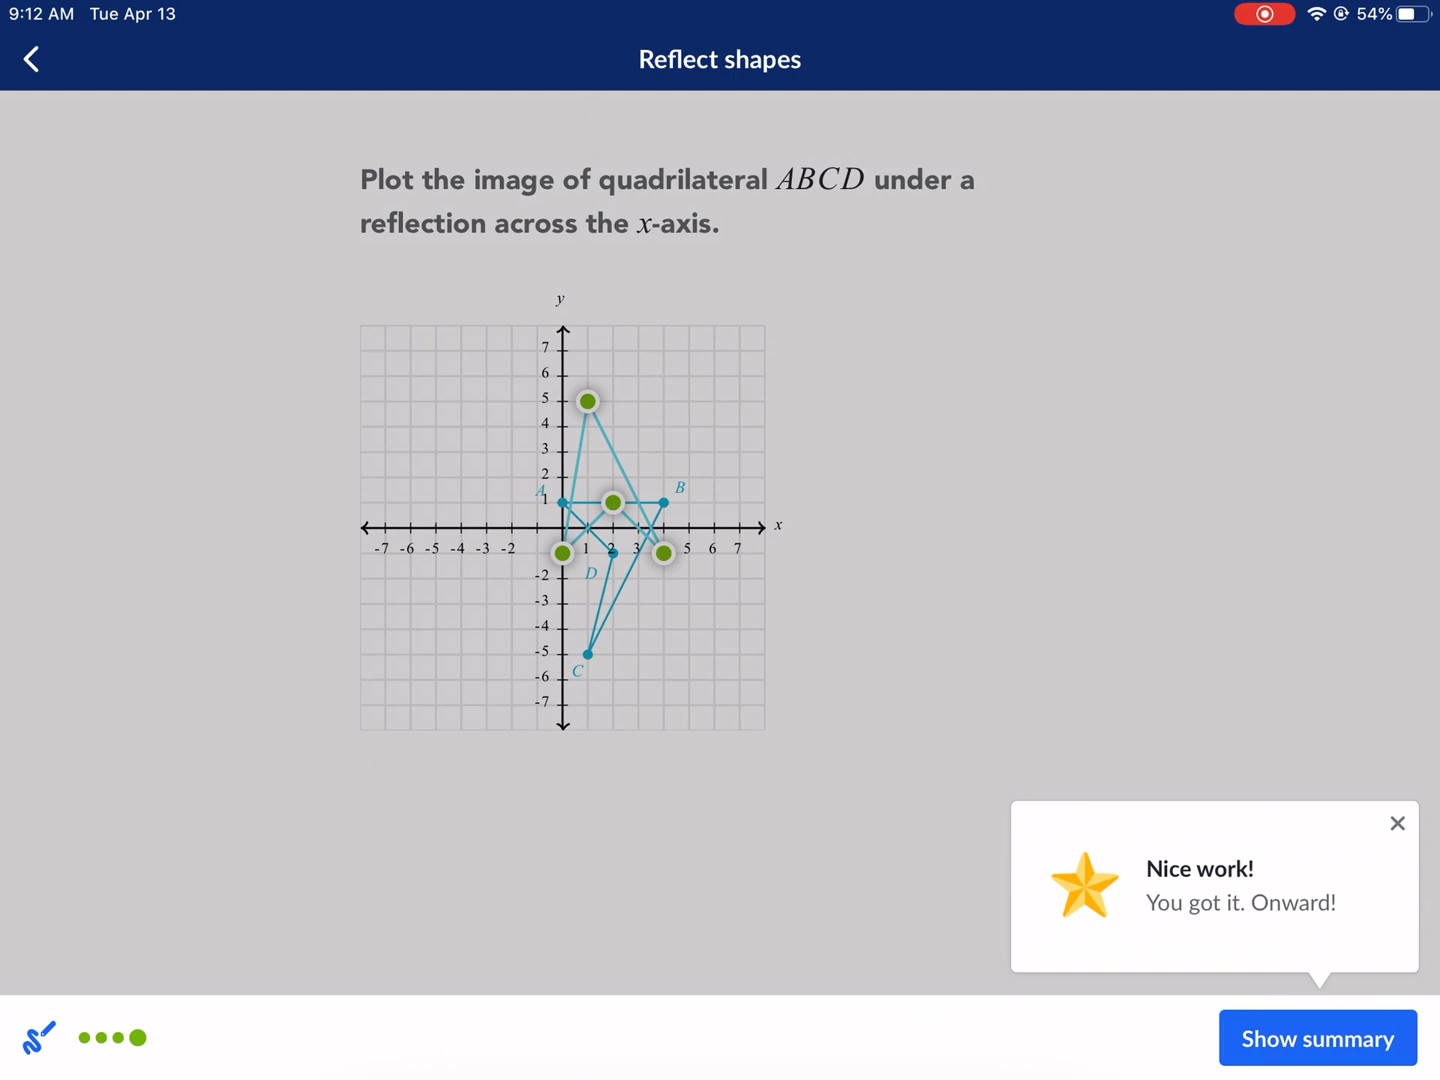 9:12 AM Tue Apr 13
54%
Reflect shapes
Plot the image of quadrilateral ABCD under a
reflection across the x-axis.
y
7
6
5
4
3
2
A
1
B
x
-7 -6 -5 -4 -3 -2 1 2 3 5 6 7
D
-2
-3
-4
-5
C
-6
-7
Nice work!
You got it. Onward!
Show summary